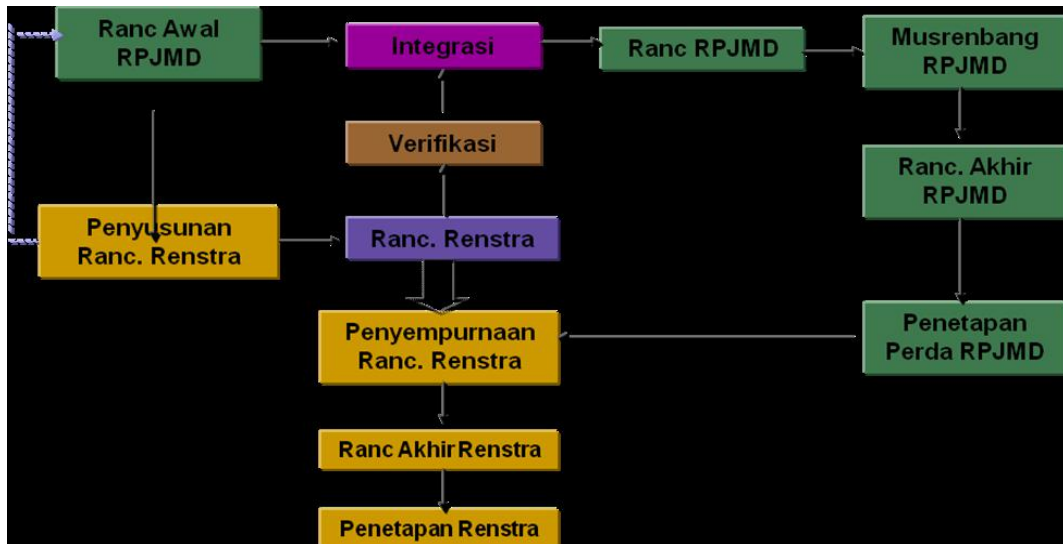 Ranc Awal
RPJMD
Integrasi
Ranc RPJMD
Musrenbang
RPJMD
Verifikasi
Ranc. Akhir
RPJMD
Penyusunan
Ranc. Renstra
Ranc. Renstra
Penyempurnaan
Ranc. Renstra
Penetapan
Perda RPJMD
Ranc Akhir Renstra
Penetapan Renstra